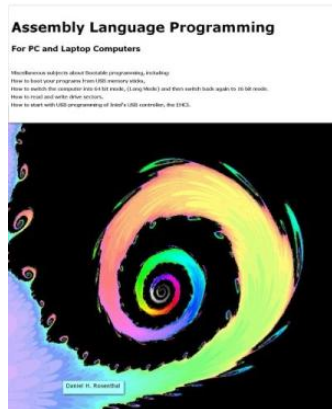 Assembly Language Programming
For PC and Laptop Computers
Miscellaneous subjects about Bootable programming, including:
How to boot your programs from USB memory sticks,
How to switch the computer into 64 bit mode, (Long Mode) and then switch back again to 16 bit mode.
How to read and write drive sectors,
How to start with USB programming of Intel's USB controller, the EHCI.
Daniel H. Rosenthal